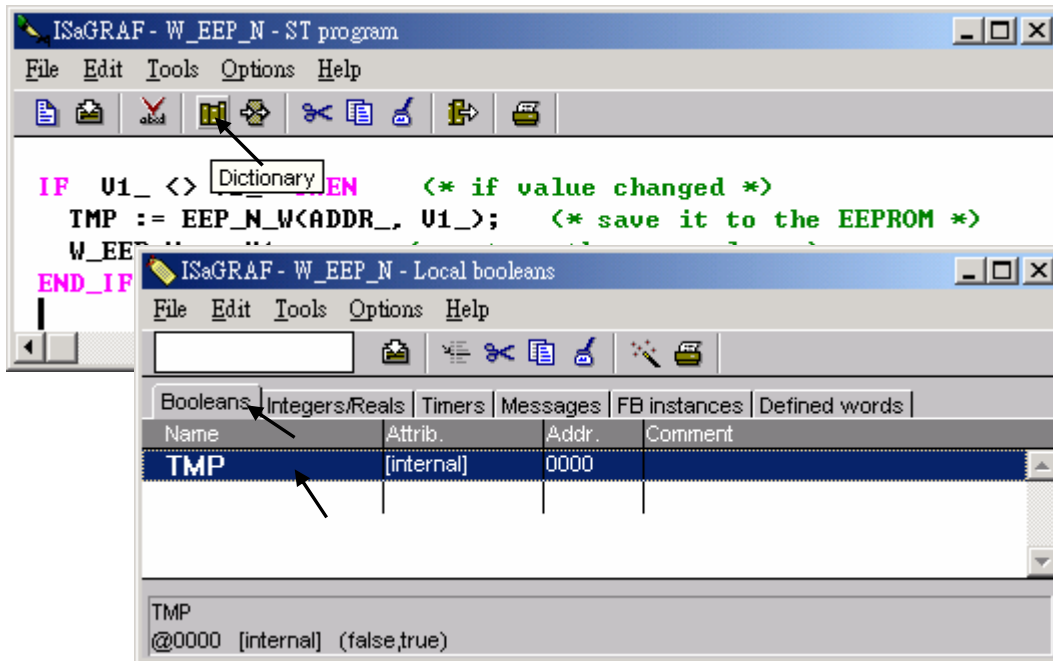 ISaGRAF - W_EEP_N - ST program
File Edit Tools Options Help
Dictionary
IF V1_ <> THEN (* if value changed *)
TMP := EEP_N_W(ADDR_, V1_); (* save it to the EEPROM *)
W_EEP
END_IF
ISaGRAF - W_EEP_N - Local booleans
File Edit Tools Options Help
Booleans Integers/Reals Timers Messages FB instances Defined words
Name Attrib. Addr. Comment
TMP [internal] 0000
TMP
@0000 [internal] (false,true)